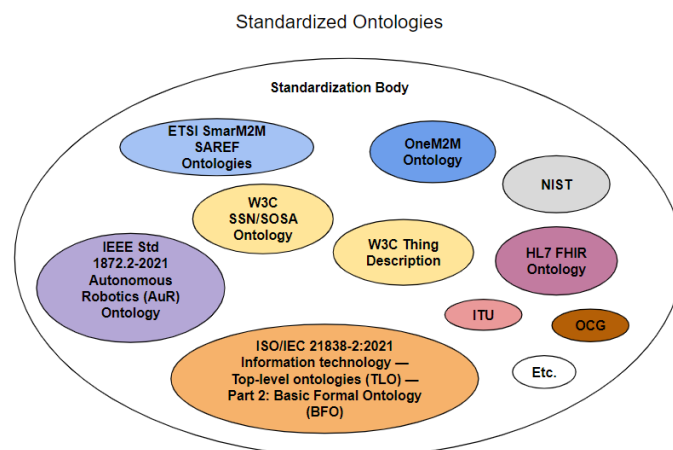 Standardized Ontologies
Standardization Body
ETSI SmarM2M
SAREF
Ontologies
OneM2M
Ontology
NIST
W3C
SSN/SOSA
Ontology
W3C Thing
Description
IEEE Std
1872.2-2021
Autonomous
Robotics (AuR)
Ontology
HL7 FHIR
Ontology
ITU
OCG
ISO/IEC 21838-2:2021
Information technology —
Top-level ontologies (TLO) —
Part 2: Basic Formal Ontology
(BFO)
Etc.